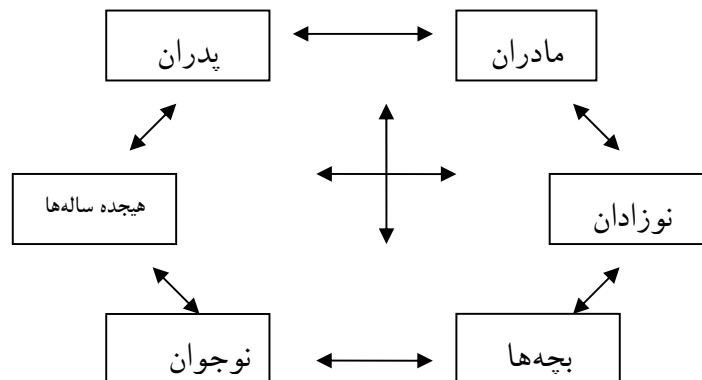 مادران
پدران
نوزادان
هیجده ساله‌ها
بچه‌ها
نوجوان